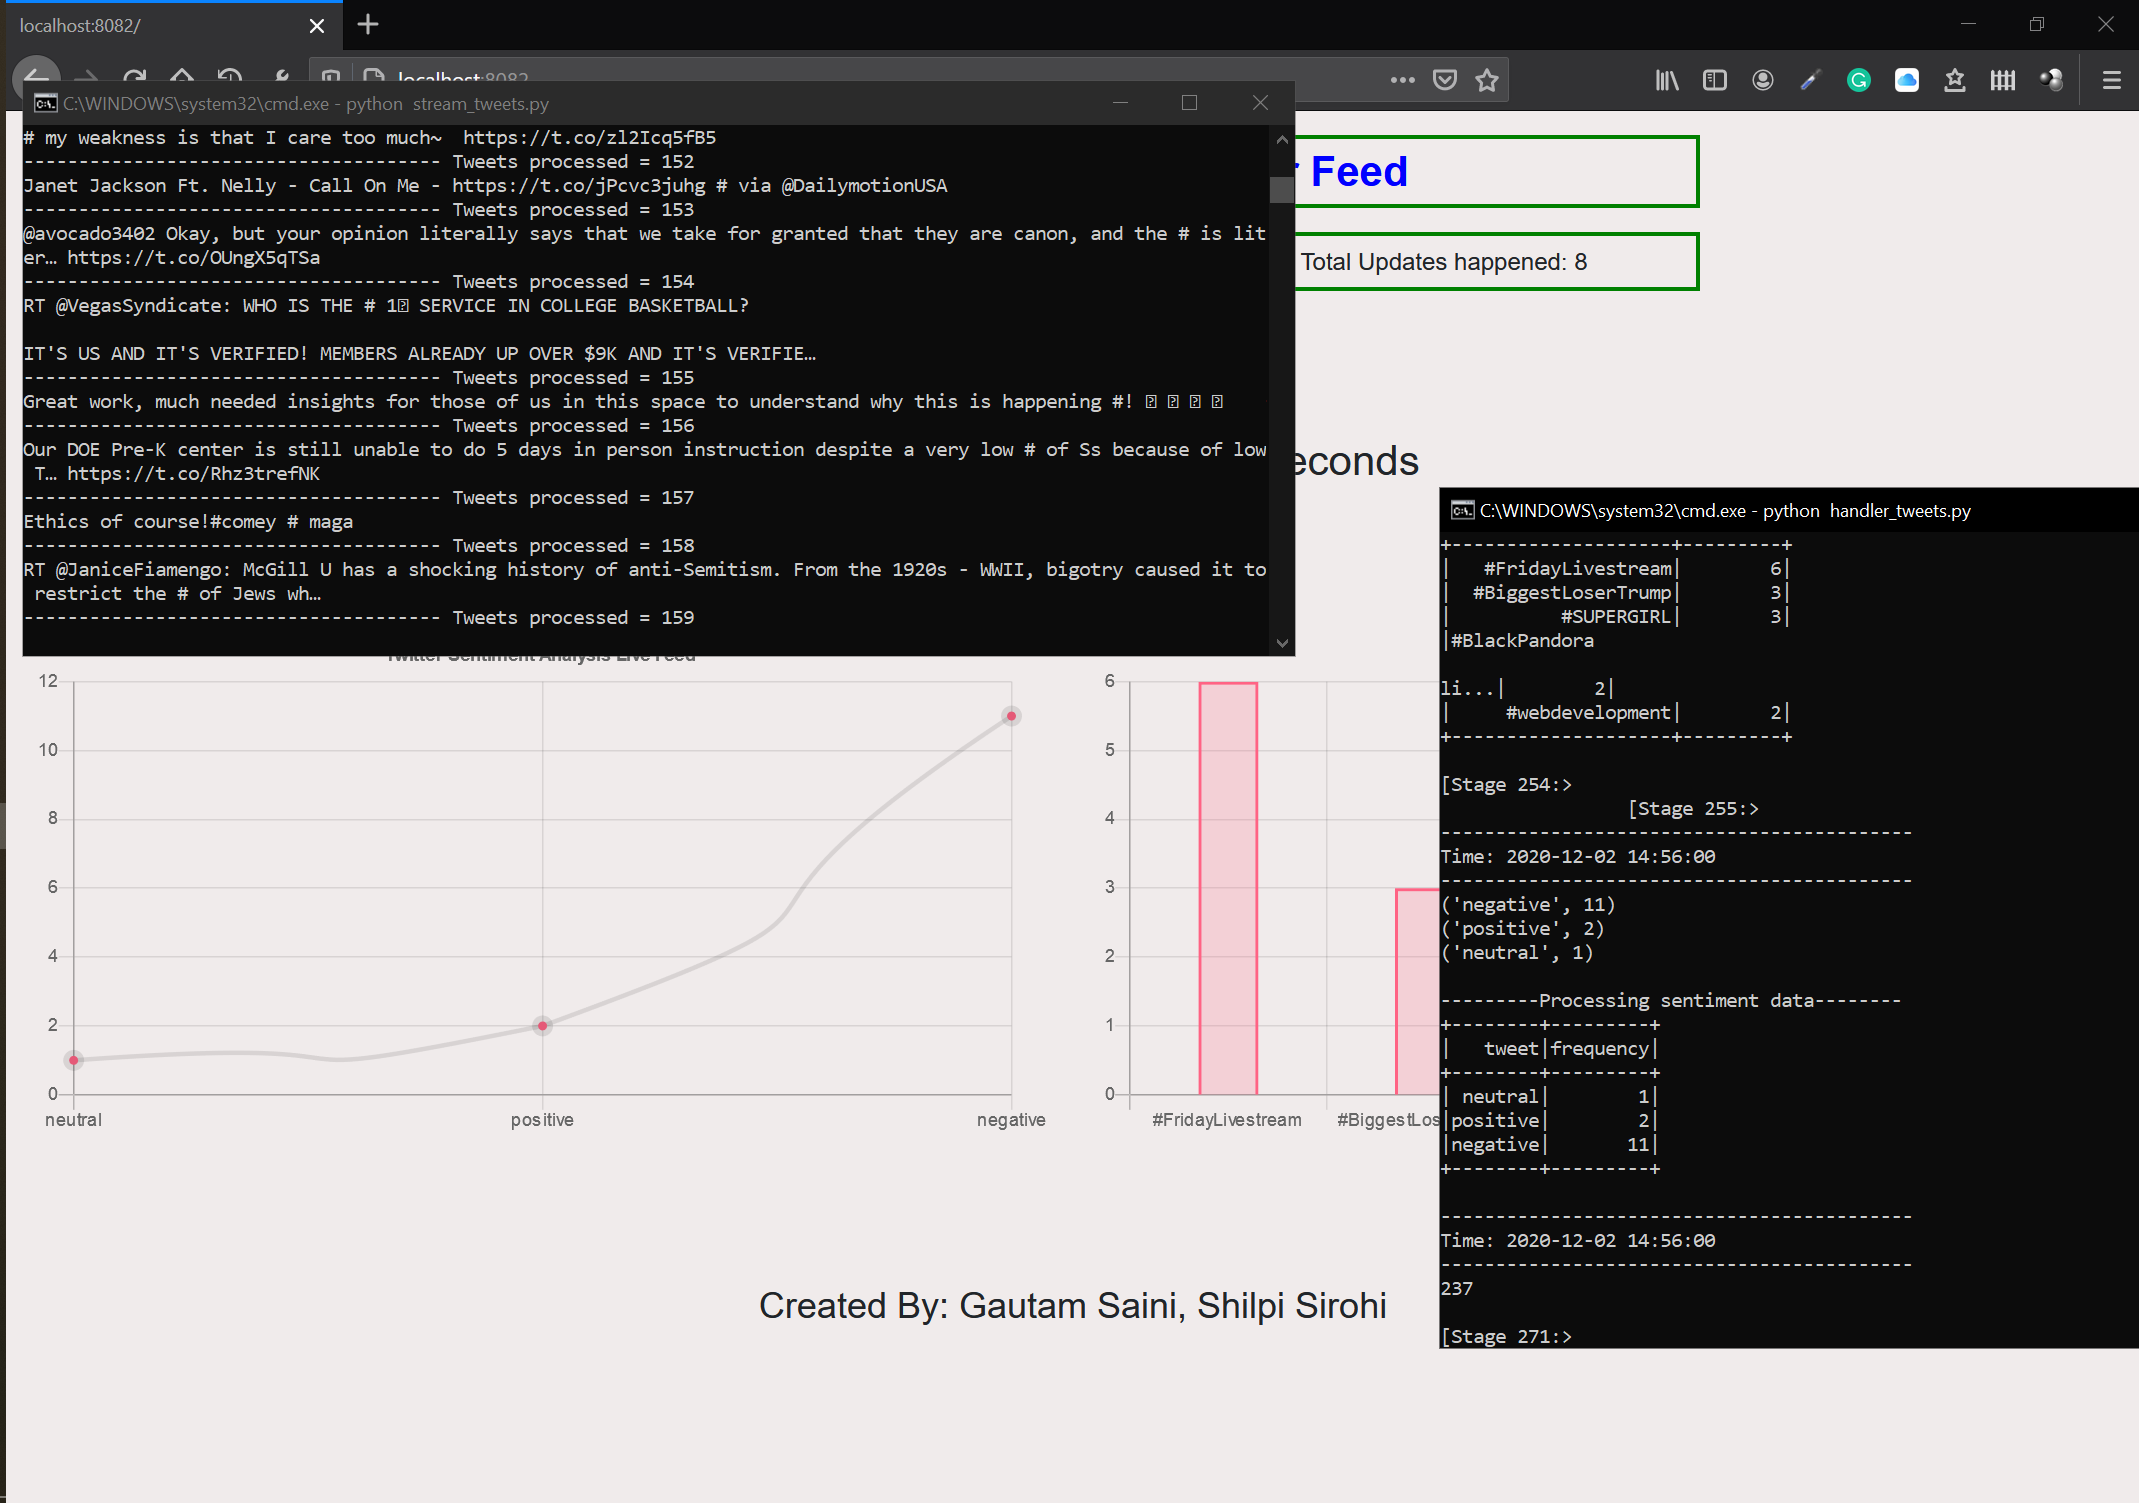 localhost:8082/
localhost:8082
C:\WINDOWS\system32\cmd.exe - python  stream_tweets.py
# my weakness is that I care too much~  https://t.co/zl2Icq5fB5
-------------------------------------- Tweets processed = 152
Janet Jackson Ft. Nelly - Call On Me - https://t.co/jPcvc3juhg # via @DailymotionUSA
-------------------------------------- Tweets processed = 153
@avocado3402 Okay, but your opinion literally says that we take for granted that they are canon, and the # is lit
er… https://t.co/OUngX5qTSa
-------------------------------------- Tweets processed = 154
RT @VegasSyndicate: WHO IS THE # 1 SERVICE IN COLLEGE BASKETBALL?
IT'S US AND IT'S VERIFIED! MEMBERS ALREADY UP OVER $9K AND IT'S VERIFIE…
-------------------------------------- Tweets processed = 155
Great work, much needed insights for those of us in this space to understand why this is happening #!
-------------------------------------- Tweets processed = 156
Our DOE Pre-K center is still unable to do 5 days in person instruction despite a very low # of Ss because of low
T… https://t.co/Rhz3trefNK
-------------------------------------- Tweets processed = 157
Ethics of course!#comey # maga
-------------------------------------- Tweets processed = 158
RT @JaniceFiamengo: McGill U has a shocking history of anti-Semitism. From the 1920s - WWII, bigotry caused it to
restrict the # of Jews wh…
-------------------------------------- Tweets processed = 159
Feed
Total Updates happened: 8
econds
Twitter Sentiment Analysis Live Feed
12
10
8
6
4
2
0
neutral positive negative
6
5
4
3
2
1
0
#FridayLivestream #BiggestLos
C:\WINDOWS\system32\cmd.exe - python  handler_tweets.py
+--------------------+---------+
|   #FridayLivestream|        6|
|  #BiggestLoserTrump|        3|
|          #SUPERGIRL|        3|
|#BlackPandora
li...|        2|
|     #webdevelopment|        2|
+--------------------+---------+
[Stage 254:>
[Stage 255:>
-------------------------------------------
Time: 2020-12-02 14:56:00
-------------------------------------------
('negative', 11)
('positive', 2)
('neutral', 1)
---------Processing sentiment data--------
+--------+---------+
|   tweet|frequency|
+--------+---------+
| neutral|        1|
|positive|        2|
|negative|       11|
+--------+---------+
-------------------------------------------
Time: 2020-12-02 14:56:00
-------------------------------------------
237
[Stage 271:>
Created By: Gautam Saini, Shilpi Sirohi